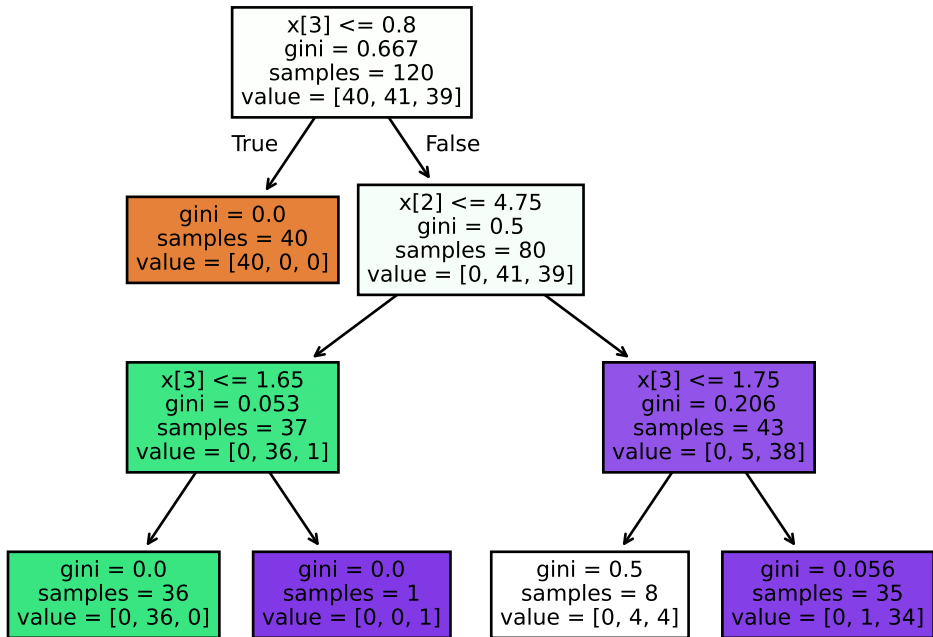 x[3] <= 0.8
gini = 0.667
samples = 120
value = [40, 41, 39]
True
False
gini = 0.0
samples = 40
value = [40, 0, 0]
x[2] <= 4.75
gini = 0.5
samples = 80
value = [0, 41, 39]
x[3] <= 1.65
gini = 0.053
samples = 37
value = [0, 36, 1]
x[3] <= 1.75
gini = 0.206
samples = 43
value = [0, 5, 38]
gini = 0.0
samples = 36
value = [0, 36, 0]
gini = 0.0
samples = 1
value = [0, 0, 1]
gini = 0.5
samples = 8
value = [0, 4, 4]
gini = 0.056
samples = 35
value = [0, 1, 34]